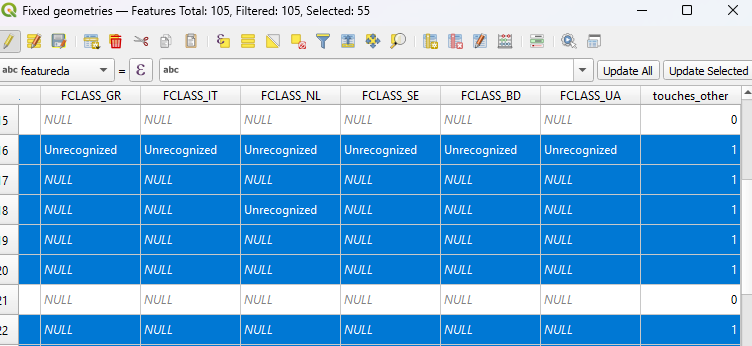 Fixed geometries — Features Total: 105, Filtered: 105, Selected: 55
abc featurecla = ε abc Update All Update Selected
. FCLASS_GR FCLASS_IT FCLASS_NL FCLASS_SE FCLASS_BD FCLASS_UA touches_other
15 NULL NULL NULL NULL NULL NULL 0
16 Unrecognized Unrecognized Unrecognized Unrecognized Unrecognized Unrecognized 1
17 NULL NULL NULL NULL NULL NULL 1
18 NULL NULL Unrecognized NULL NULL NULL 1
19 NULL NULL NULL NULL NULL NULL 1
20 NULL NULL NULL NULL NULL NULL 1
21 NULL NULL NULL NULL NULL NULL 0
22 NULL NULL NULL NULL NULL NULL 1